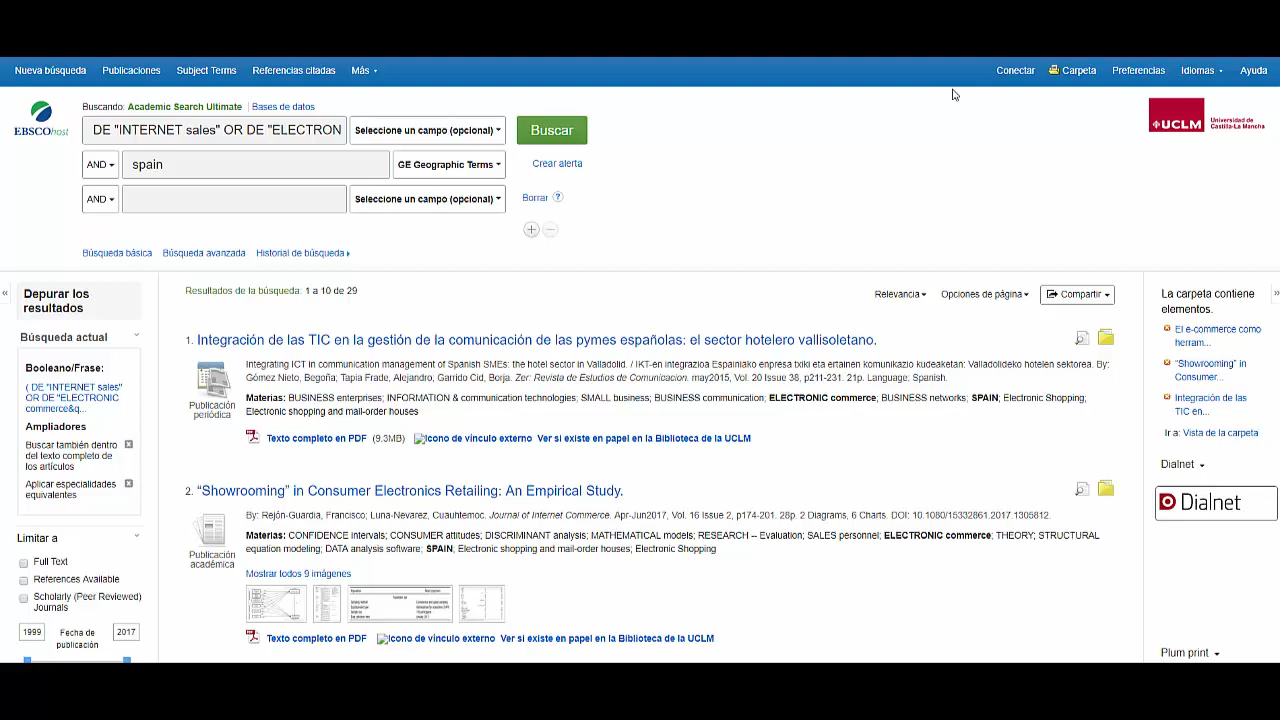 Nueva búsqueda Publicaciones Subject Terms Referencias citadas Más Conectar Carpeta Preferencias Idiomas Ayuda
Buscando: Academic Search Ultimate Bases de datos
EBSCOhost
DE "INTERNET sales" OR DE "ELECTRON Seleccione un campo (opcional) Buscar
UCLM Universidad de Castilla-La Mancha
AND spain GE Geographic Terms Crear alerta
AND Seleccione un campo (opcional) Borrar ?
Búsqueda básica Búsqueda avanzada Historial de búsqueda
Depurar los
resultados
Búsqueda actual
Booleano/Frase:
( DE "INTERNET sales"
OR DE "ELECTRONIC
commerce&q...
Ampliadores
Buscar también dentro
del texto completo de
los artículos
Aplicar especialidades
equivalentes
Limitar a
Full Text
References Available
Scholarly (Peer Reviewed)
Journals
1999 Fecha de publicación 2017
Resultados de la búsqueda: 1 a 10 de 29
Relevancia Opciones de página Compartir
1. Integración de las TIC en la gestión de la comunicación de las pymes españolas: el sector hotelero vallisoletano.
Integrating ICT in communication management of Spanish SMEs: the hotel sector in Valladolid. / IKT-en integrazioa Espainiako enpresa txiki eta ertainen komunikazio kudeaketan: Valladolideko hotelen sektorea. By:
Gómez Nieto, Begoña; Tapia Frade, Alejandro; Garrido Cid, Borja. Zer: Revista de Estudios de Comunicacion. may2015, Vol. 20 Issue 38, p211-231. 21p. Language: Spanish.
Publicación
periódica
Materias: BUSINESS enterprises; INFORMATION & communication technologies; SMALL business; BUSINESS communication; ELECTRONIC commerce; BUSINESS networks; SPAIN; Electronic Shopping;
Electronic shopping and mail-order houses
Texto completo en PDF (9.3MB) Icono de vínculo externo Ver si existe en papel en la Biblioteca de la UCLM
2. “Showrooming” in Consumer Electronics Retailing: An Empirical Study.
By: Rejón-Guardia, Francisco; Luna-Nevarez, Cuauhtemoc. Journal of Internet Commerce. Apr-Jun2017, Vol. 16 Issue 2, p174-201. 28p. 2 Diagrams, 6 Charts. DOI: 10.1080/15332861.2017.1305812.
Publicación
académica
Materias: CONFIDENCE intervals; CONSUMER attitudes; DISCRIMINANT analysis; MATHEMATICAL models; RESEARCH -- Evaluation; SALES personnel; ELECTRONIC commerce; THEORY; STRUCTURAL
equation modeling; DATA analysis software; SPAIN; Electronic shopping and mail-order houses; Electronic Shopping
Mostrar todos 9 imágenes
Texto completo en PDF Icono de vínculo externo Ver si existe en papel en la Biblioteca de la UCLM
La carpeta contiene
elementos.
El e-commerce como
herram...
“Showrooming” in
Consumer...
Integración de las
TIC en...
Ir a: Vista de la carpeta
Dialnet
Dialnet
Plum print